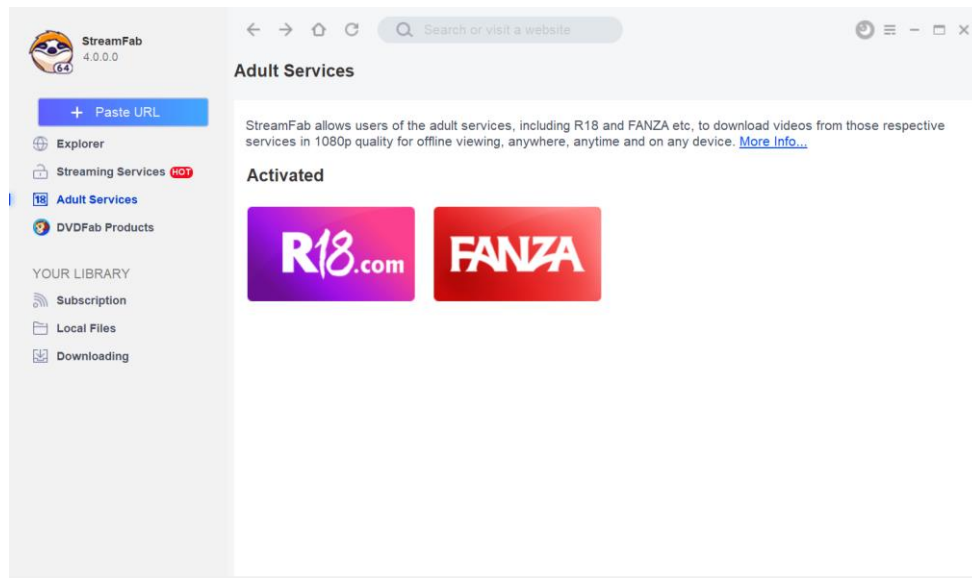 StreamFab
4.0.0.0
64
Search or visit a website
Adult Services
+ Paste URL
Explorer
Streaming Services HOT
18 Adult Services
DVDFab Products
YOUR LIBRARY
Subscription
Local Files
Downloading
StreamFab allows users of the adult services, including R18 and FANZA etc, to download videos from those respective
services in 1080p quality for offline viewing, anywhere, anytime and on any device. More Info...
Activated
R18.com
FANZA